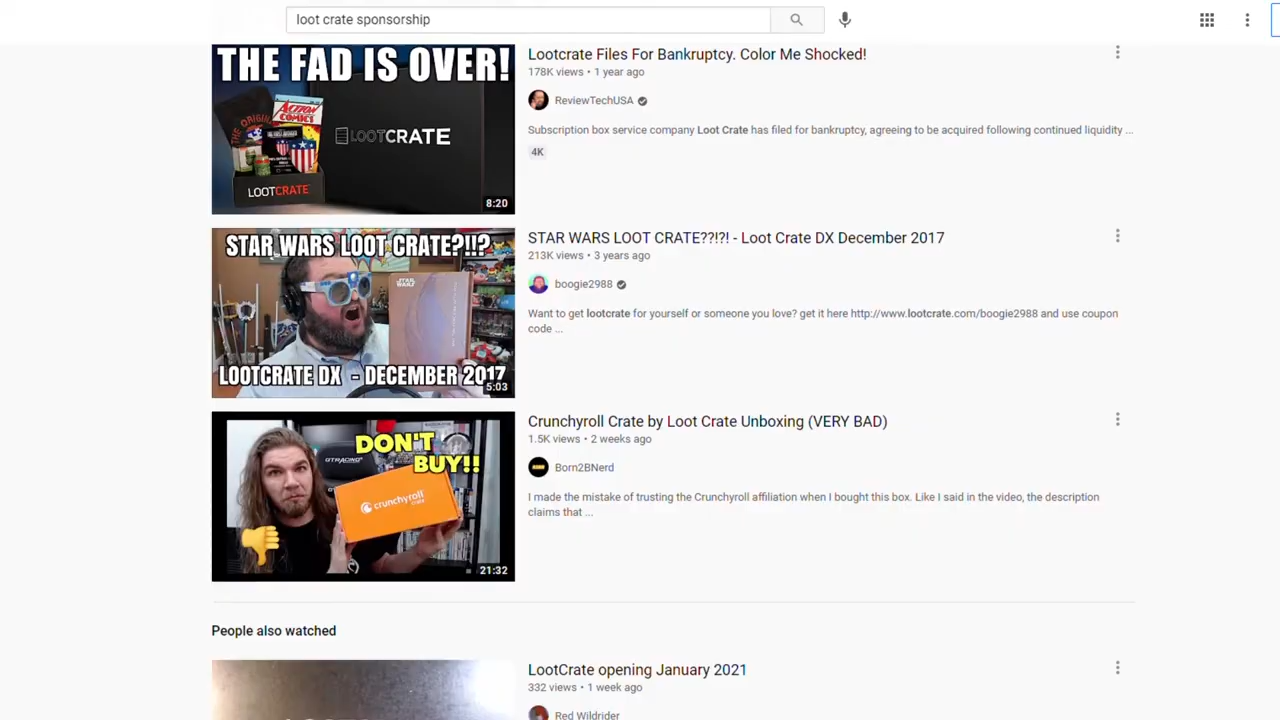 loot crate sponsorship
THE FAD IS OVER!
LOOTCRATE
ACTION
COMICS
LOOTCRATE
8:20
Lootcrate Files For Bankruptcy. Color Me Shocked!
178K views • 1 year ago
ReviewTechUSA
Subscription box service company Loot Crate has filed for bankruptcy, agreeing to be acquired following continued liquidity ...
4K
STAR WARS LOOT CRATE?!!?
STAR WARS
LOOTCRATE DX - DECEMBER 2017
5:03
STAR WARS LOOT CRATE??!?! - Loot Crate DX December 2017
213K views • 3 years ago
boogie2988
Want to get lootcrate for yourself or someone you love? get it here http://www.lootcrate.com/boogie2988 and use coupon
code ...
DON'T
BUY!!
GTRACING
crunchyroll
crate
21:32
Crunchyroll Crate by Loot Crate Unboxing (VERY BAD)
1.5K views • 2 weeks ago
Born2BNerd
I made the mistake of trusting the Crunchyroll affiliation when I bought this box. Like I said in the video, the description
claims that ...
People also watched
LootCrate opening January 2021
332 views • 1 week ago
Red Wildrider